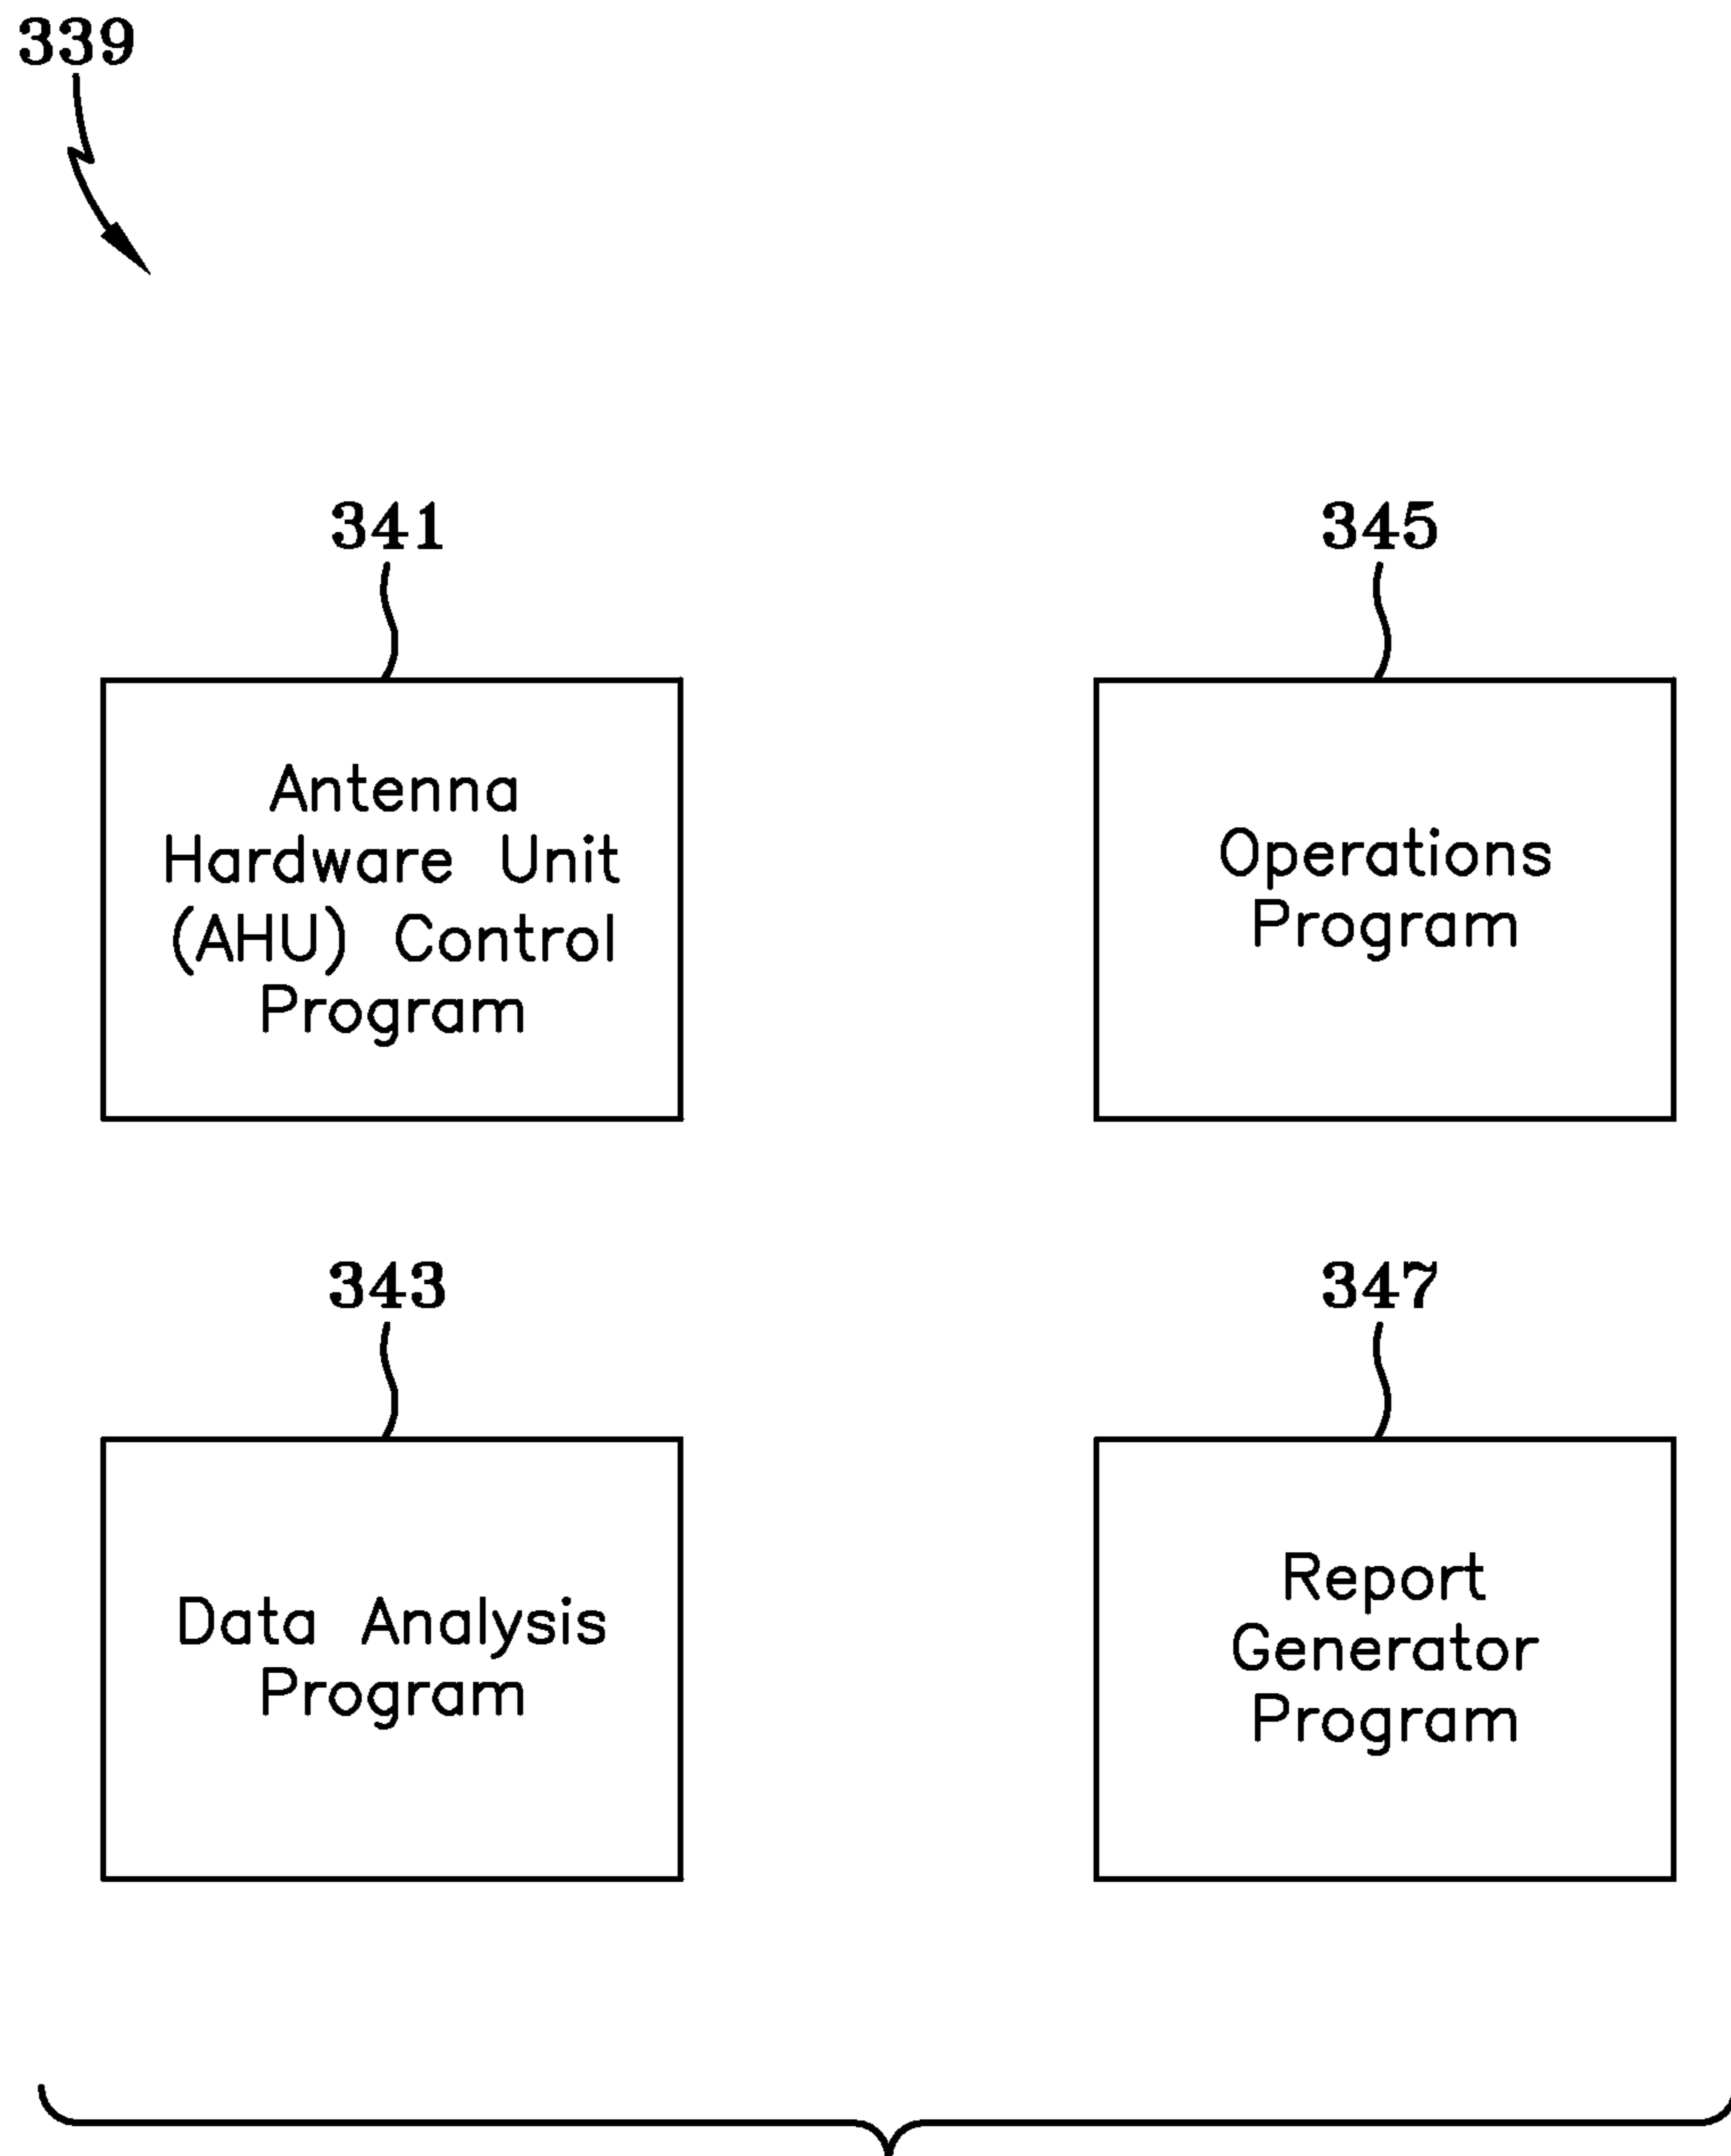 339
341
Antenna
Hardware Unit
(AHU) Control
Program
345
Operations
Program
343
Data Analysis
Program
347
Report
Generator
Program